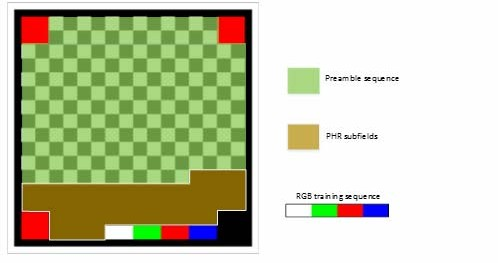 Preamble sequence
PHR subfields
RGB training sequence